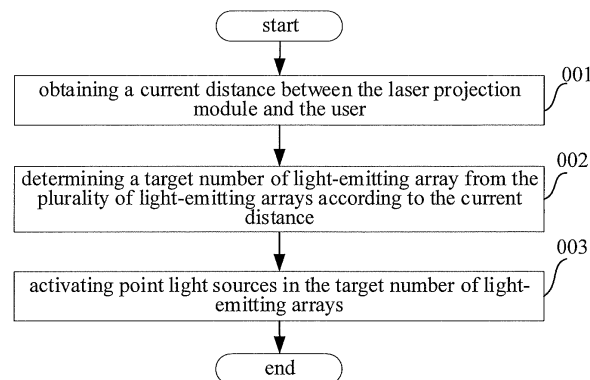 start
001
obtaining a current distance between the laser projection
module and the user
002
determining a target number of light-emitting array from the
plurality of light-emitting arrays according to the current
distance
003
activating point light sources in the target number of light-
emitting arrays
end